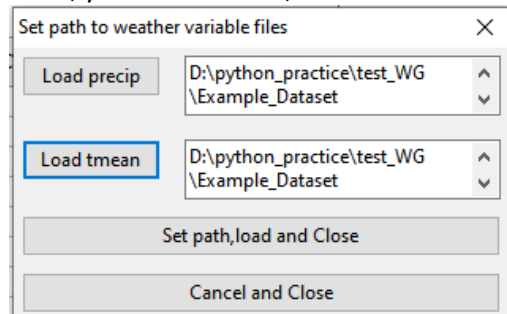 Set path to weather variable files
Load precip
D:\python_practice\test_WG
\Example_Dataset
Load tmean
D:\python_practice\test_WG
\Example_Dataset
Set path,load and Close
Cancel and Close